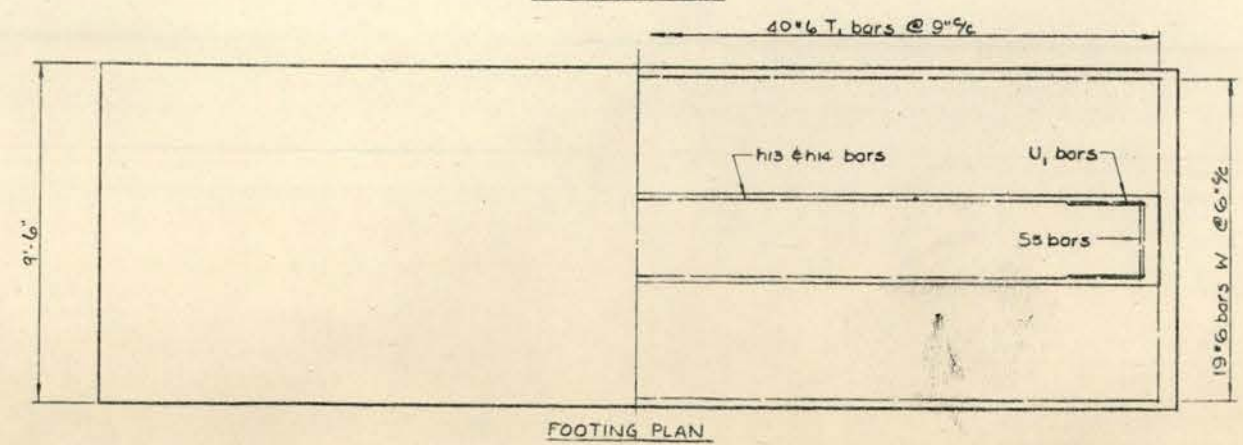 40#6 T₁ bars @ 9" c/c
h13 & h14 bars
U₁ bars
S5 bars
9'-6"
19#6 bars W @ 6" c/c
FOOTING PLAN